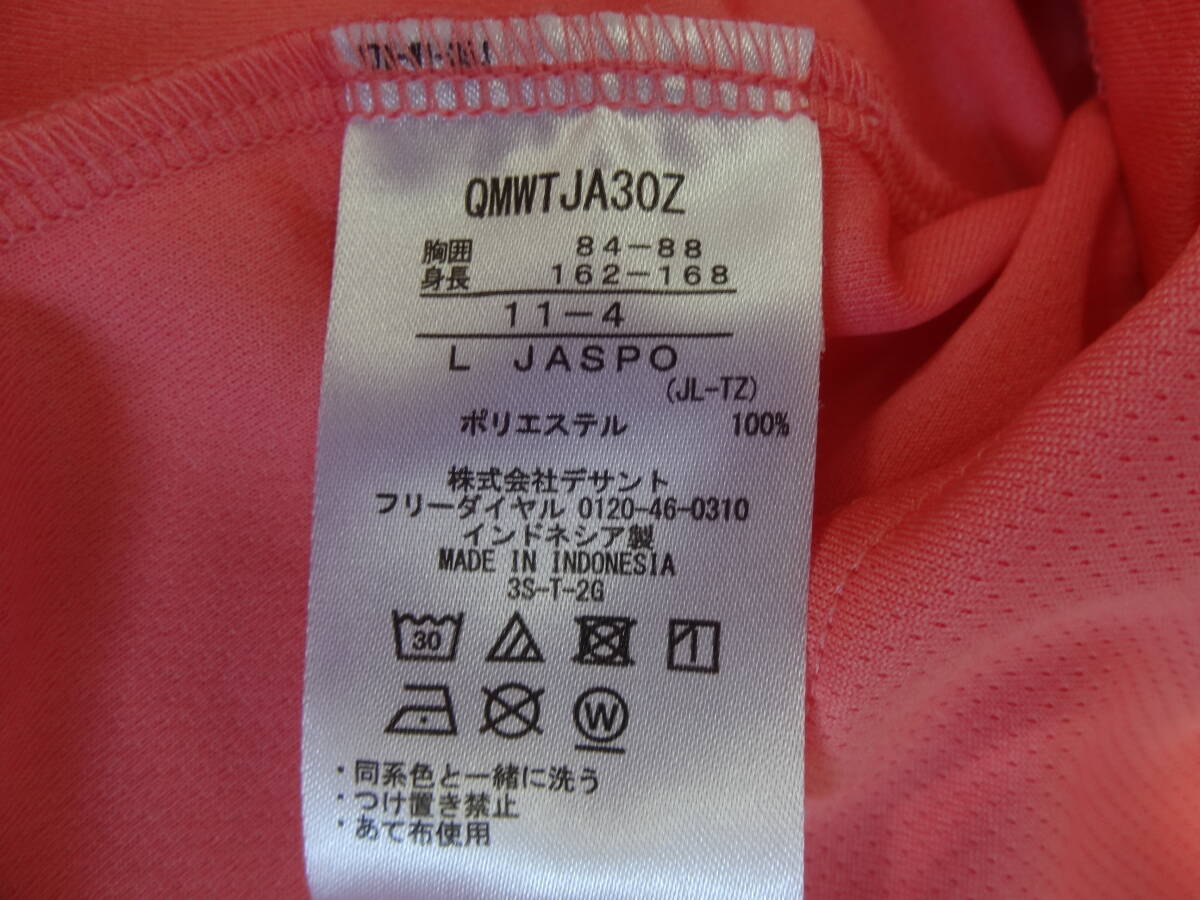 QMWTJA30Z
胸囲 84-88
身長 162-168
11-4
L JASPO
(JL-TZ)
ポリエステル 100%
株式会社デサント
フリーダイヤル 0120-46-0310
インドネシア製
MADE IN INDONESIA
3S-T-2G
30
W
・同系色と一緒に洗う
・つけ置き禁止
・あて布使用